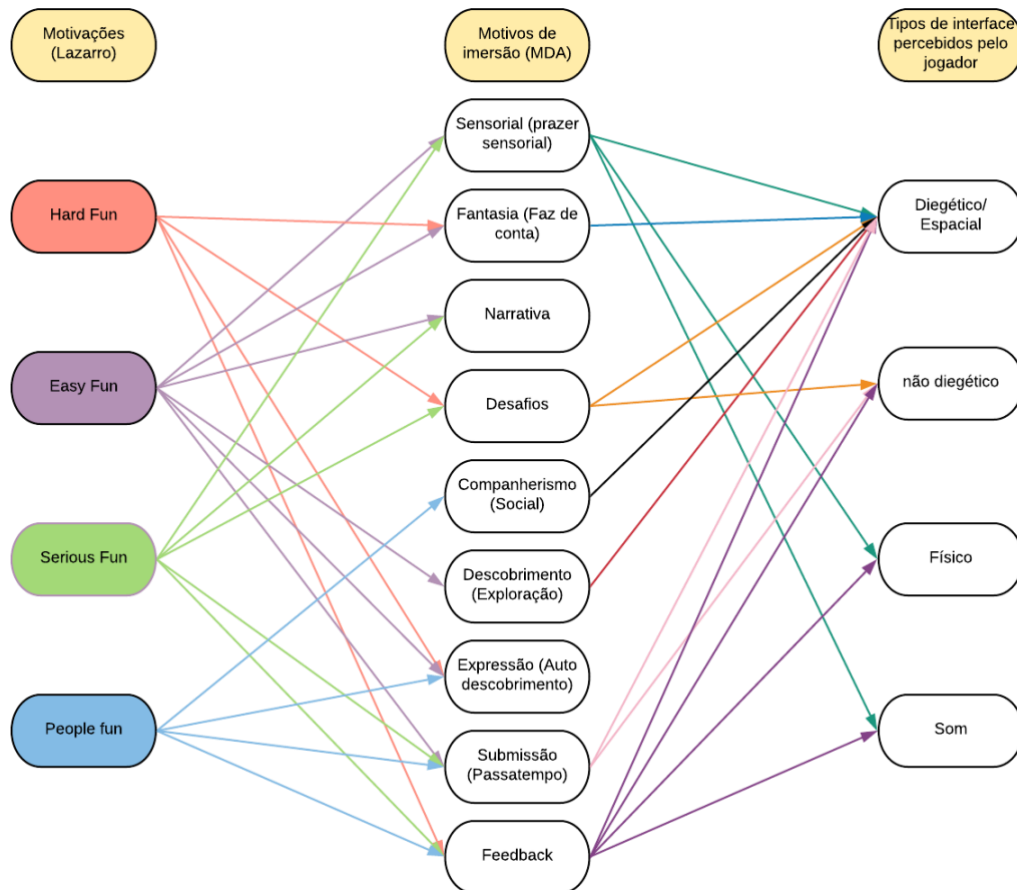 Motivações
(Lazarro)
Motivos de
imersão (MDA)
Tipos de interface
percebidos pelo
jogador
Hard Fun
Easy Fun
Serious Fun
People fun
Sensorial (prazer
sensorial)
Fantasia (Faz de
conta)
Narrativa
Desafios
Companherismo
(Social)
Descobrimento
(Exploração)
Expressão (Auto
descobrimento)
Submissão
(Passatempo)
Feedback
Diegético/
Espacial
não diegético
Físico
Som